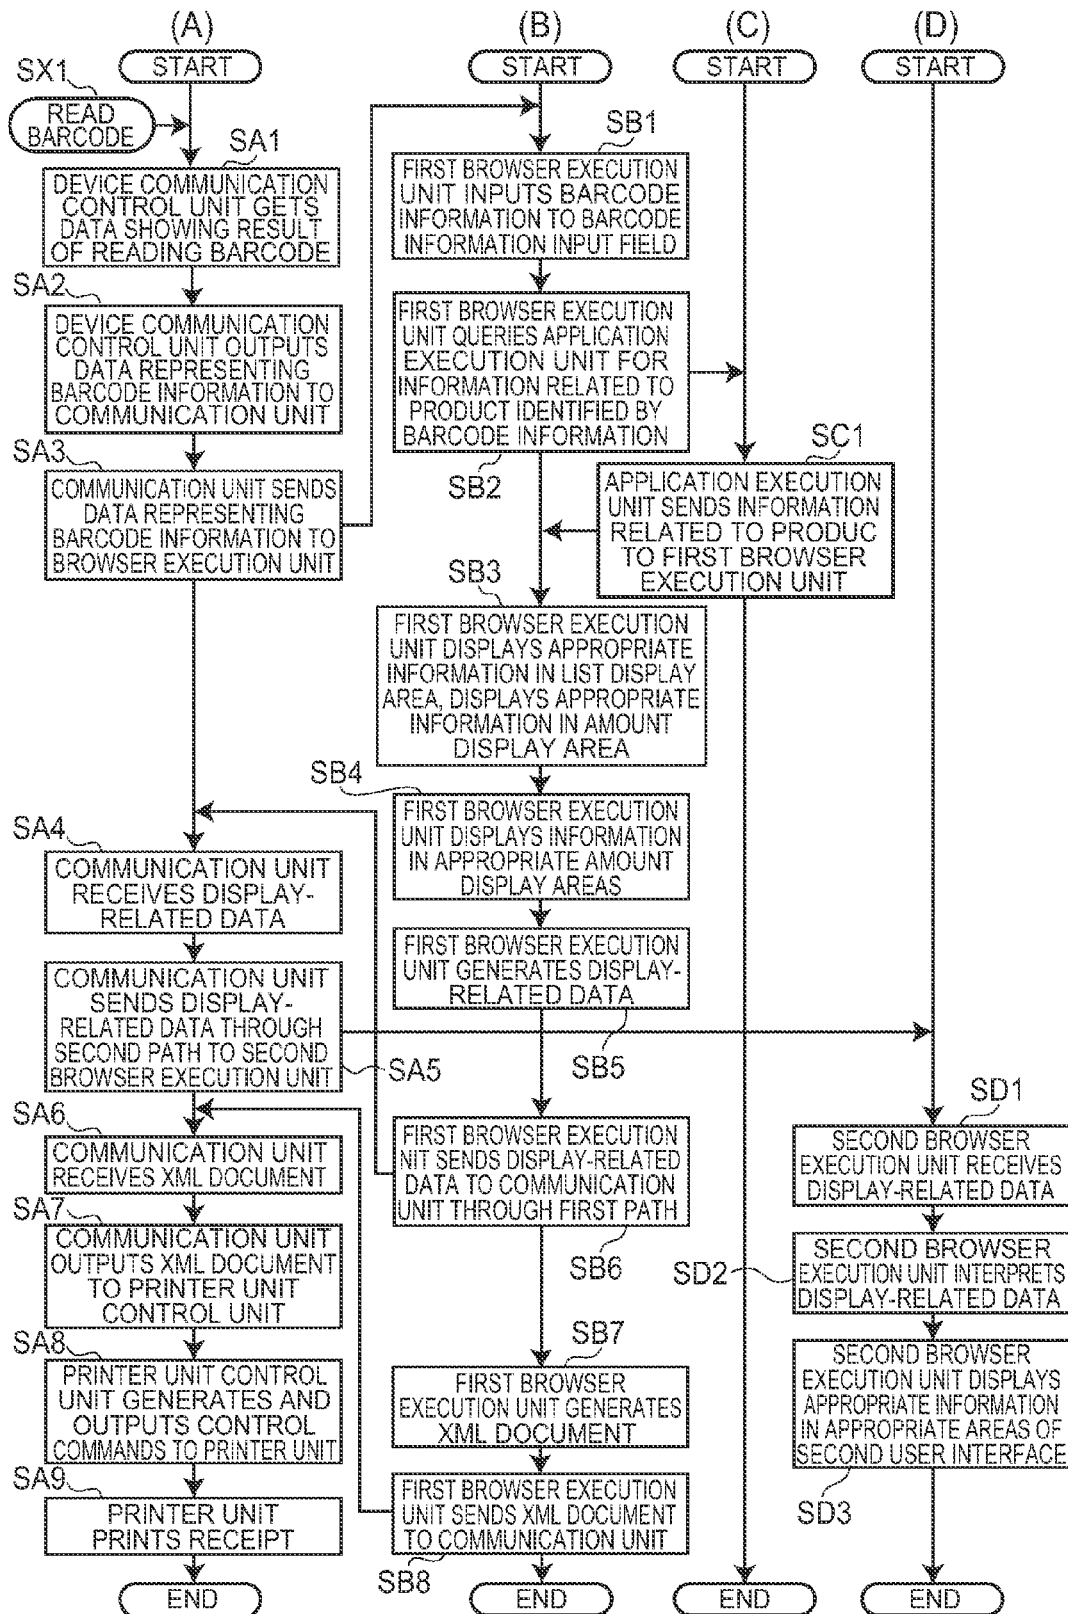 (A)
START
SX1
READ
BARCODE
SA1
DEVICE COMMUNICATION
CONTROL UNIT GETS
DATA SHOWING RESULT
OF READING BARCODE
SA2
DEVICE COMMUNICATION
CONTROL UNIT OUTPUTS
DATA REPRESENTING
BARCODE INFORMATION TO
COMMUNICATION UNIT
SA3
COMMUNICATION UNIT SENDS
DATA REPRESENTING
BARCODE INFORMATION TO
BROWSER EXECUTION UNIT
SA4
COMMUNICATION UNIT
RECEIVES DISPLAY-
RELATED DATA
COMMUNICATION UNIT
SENDS DISPLAY-
RELATED DATA THROUGH
SECOND PATH TO SECOND
BROWSER EXECUTION UNIT
SA5
SA6
COMMUNICATION UNIT
RECEIVES XML DOCUMENT
SA7
COMMUNICATION UNIT
OUTPUTS XML DOCUMENT
TO PRINTER UNIT
CONTROL UNIT
SA8
PRINTER UNIT CONTROL
UNIT GENERATES AND
OUTPUTS CONTROL
COMMANDS TO PRINTER UNIT
SA9
PRINTER UNIT
PRINTS RECEIPT
END
(B)
START
SB1
FIRST BROWSER EXECUTION
UNIT INPUTS BARCODE
INFORMATION TO BARCODE
INFORMATION INPUT FIELD
FIRST BROWSER EXECUTION
UNIT QUERIES APPLICATION
EXECUTION UNIT FOR
INFORMATION RELATED TO
PRODUCT IDENTIFIED BY
BARCODE INFORMATION
SB2
SB3
FIRST BROWSER EXECUTION
UNIT DISPLAYS APPROPRIATE
INFORMATION IN LIST DISPLAY
AREA, DISPLAYS APPROPRIATE
INFORMATION IN AMOUNT
DISPLAY AREA
SB4
FIRST BROWSER EXECUTION
UNIT DISPLAYS INFORMATION
IN APPROPRIATE AMOUNT
DISPLAY AREAS
FIRST BROWSER EXECUTION
UNIT GENERATES DISPLAY-
RELATED DATA
SB5
FIRST BROWSER EXECUTION
NIT SENDS DISPLAY-RELATED
DATA TO COMMUNICATION
UNIT THROUGH FIRST PATH
SB6
SB7
FIRST BROWSER
EXECUTION UNIT GENERATES
XML DOCUMENT
FIRST BROWSER EXECUTION
UNIT SENDS XML DOCUMENT
TO COMMUNICATION UNIT
SB8
END
(C)
START
SC1
APPLICATION EXECUTION
UNIT SENDS INFORMATION
RELATED TO PRODUC
TO FIRST BROWSER
EXECUTION UNIT
END
(D)
START
SD1
SECOND BROWSER
EXECUTION UNIT RECEIVES
DISPLAY-RELATED DATA
SECOND BROWSER
EXECUTION UNIT INTERPRETS
DISPLAY-RELATED DATA
SD2
SECOND BROWSER
EXECUTION UNIT DISPLAYS
APPROPRIATE INFORMATION
IN APPROPRIATE AREAS OF
SECOND USER INTERFACE
SD3
END